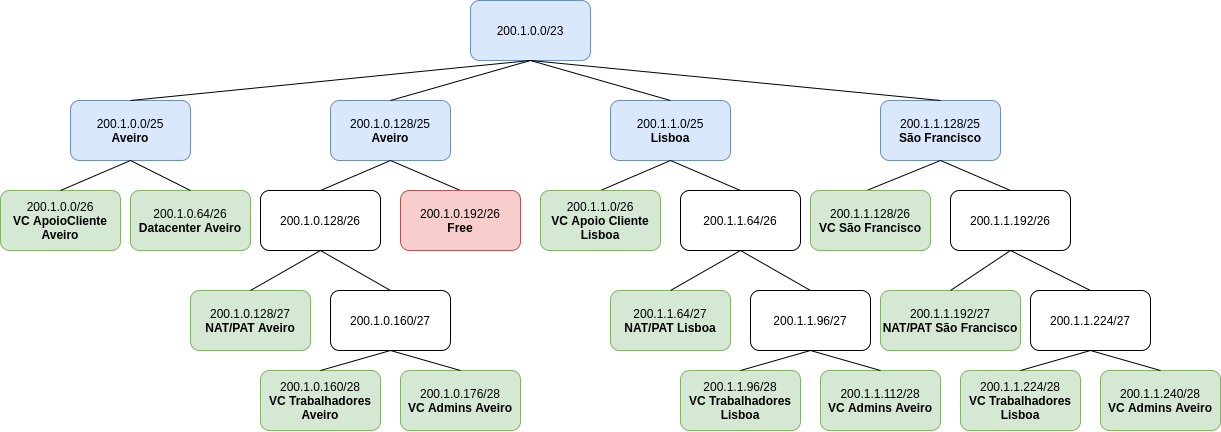 200.1.0.0/23
200.1.0.0/25
Aveiro
200.1.0.128/25
Aveiro
200.1.1.0/25
Lisboa
200.1.1.128/25
São Francisco
200.1.0.0/26
VC ApoioCliente
Aveiro
200.1.0.64/26
Datacenter Aveiro
200.1.0.128/26
200.1.0.192/26
Free
200.1.1.0/26
VC Apoio Cliente
Lisboa
200.1.1.64/26
200.1.1.128/26
VC São Francisco
200.1.1.192/26
200.1.0.128/27
NAT/PAT Aveiro
200.1.0.160/27
200.1.1.64/27
NAT/PAT Lisboa
200.1.1.96/27
200.1.1.192/27
NAT/PAT São Francisco
200.1.1.224/27
200.1.0.160/28
VC Trabalhadores
Aveiro
200.1.0.176/28
VC Admins Aveiro
200.1.1.96/28
VC Trabalhadores
Lisboa
200.1.1.112/28
VC Admins Aveiro
200.1.1.224/28
VC Trabalhadores
Lisboa
200.1.1.240/28
VC Admins Aveiro